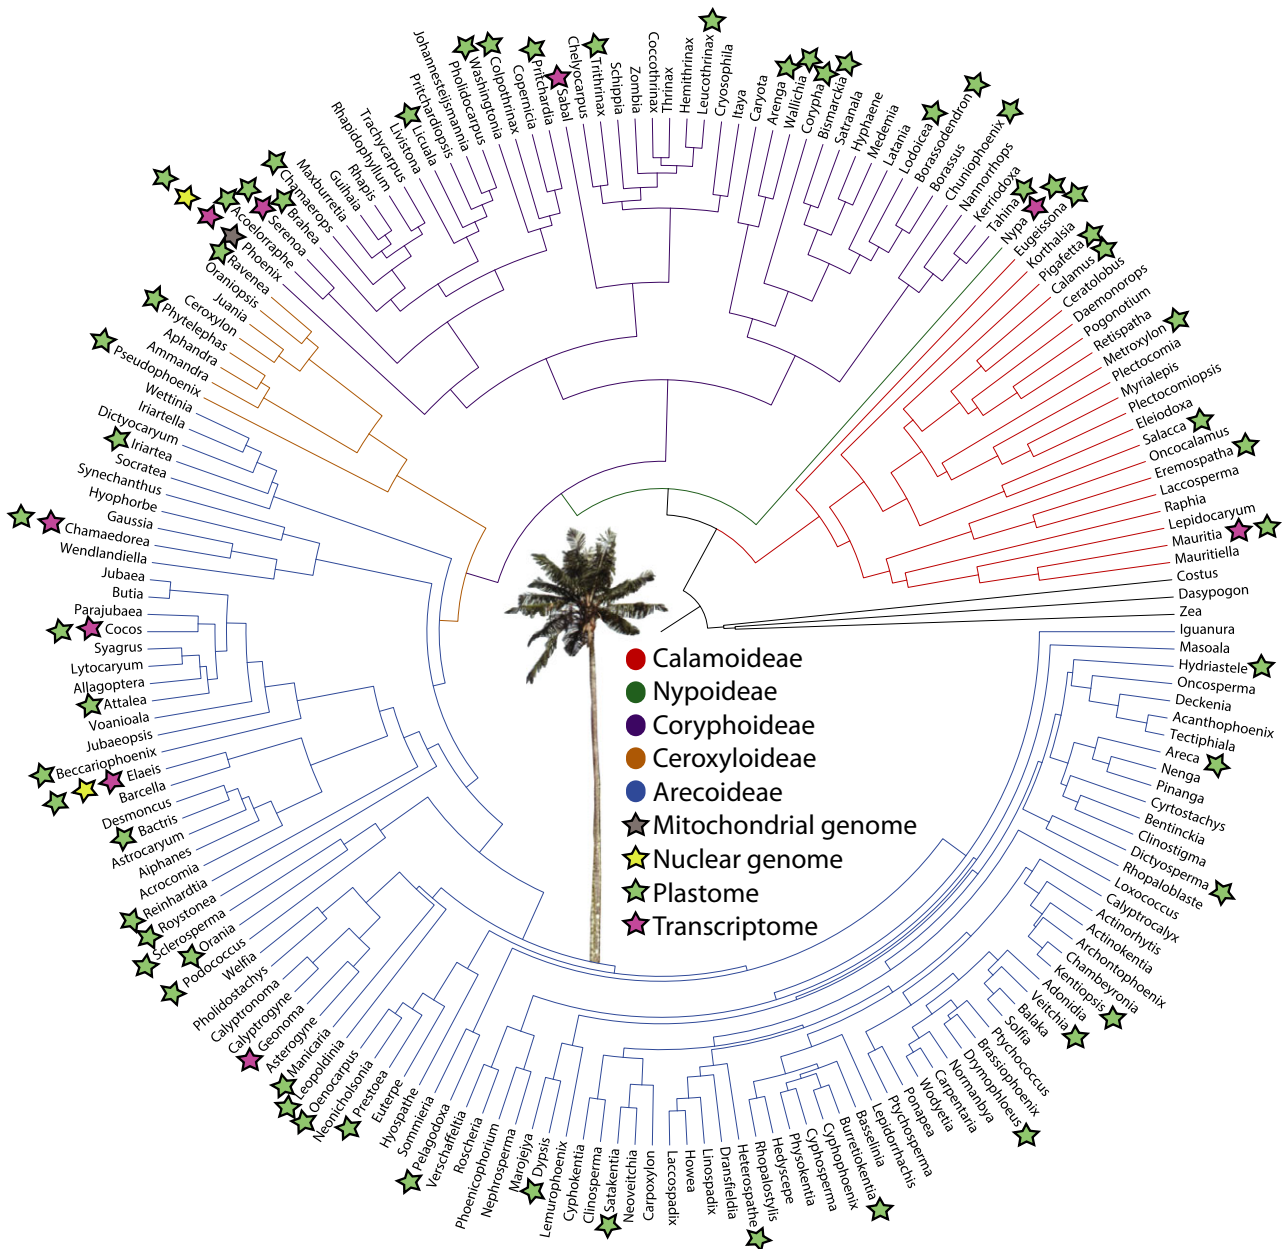 Johannesteijsmannia
Pholidocarpus
Washingtonia
Colpothrinax
Copernicia
Pritchardia
Sabal
Chelyocarpus
Trithrinax
Schippia
Zombia
Coccothrinax
Thrinax
Hemithrinax
Leucothrinax
Cryosophila
Itaya
Caryota
Arenga
Wallichia
Corypha
Bismarckia
Satranala
Hyphaene
Medemia
Latania
Lodoicea
Borassodendron
Borassus
Chuniophoenix
Nannorrhops
Kerriodoxa
Tahina
Nypa
Eugeissona
Korthalsia
Pigafetta
Calamus
Ceratolobus
Daemonorops
Pogonotium
Retispatha
Metroxylon
Plectocomia
Myrialepis
Plectocomiopsis
Eleiodoxa
Salacca
Oncocalamus
Eremospatha
Laccosperma
Raphia
Lepidocaryum
Mauritia
Mauritiella
Costus
Dasypogon
Zea
Iguanura
Masoala
Hydriastele
Oncosperma
Deckenia
Acanthophoenix
Tectiphiala
Areca
Nenga
Pinanga
Cyrtostachys
Bentinckia
Clinostigma
Dictyosperma
Rhopaloblaste
Loxococcus
Calyptrocalyx
Actinorhytis
Actinokentia
Archontophoenix
Chambeyronia
Kentiopsis
Adonidia
Veitchia
Balaka
Solfia
Ptychococcus
Brassiophoenix
Drymophloeus
Normanbya
Carpentaria
Wodyetia
Ponapea
Ptychosperma
Lepidorrhachis
Basselinia
Burretiokentia
Cyphophoenix
Cyphosperma
Physokentia
Hedyscepe
Rhopalostylis
Heterospathe
Dransfieldia
Linospadix
Howea
Laccospadix
Carpoxylon
Neoveitchia
Satakentia
Clinosperma
Cyphokentia
Lemurophoenix
Dypsis
Marojejya
Nephrosperma
Phoenicophorium
Roscheria
Verschaffeltia
Pelagodoxa
Sommieria
Hyospathe
Euterpe
Prestoea
Neonicholsonia
Oenocarpus
Leopoldinia
Manicaria
Asterogyne
Geonoma
Calyptrogyne
Calyptronoma
Pholidostachys
Welfia
Podococcus
Orania
Sclerosperma
Roystonea
Reinhardtia
Acrocomia
Aiphanes
Astrocaryum
Bactris
Desmoncus
Barcella
Elaeis
Beccariophoenix
Jubaeopsis
Voanioala
Attalea
Allagoptera
Lytocaryum
Syagrus
Cocos
Parajubaea
Butia
Jubaea
Wendlandiella
Chamaedorea
Gaussia
Hyophorbe
Synechanthus
Socratea
Iriartea
Dictyocaryum
Iriartella
Wettinia
Pseudophoenix
Ammandra
Aphandra
Phytelephas
Ceroxylon
Juania
Oraniopsis
Ravenea
Phoenix
Acoelorraphe
Serenoa
Brahea
Chamaerops
Maxburretia
Guihaia
Rhapis
Rhapidophyllum
Trachycarpus
Livistona
Licuala
Pritchardiopsis
Calamoideae
Nypoideae
Coryphoideae
Ceroxyloideae
Arecoideae
Mitochondrial genome
Nuclear genome
Plastome
Transcriptome